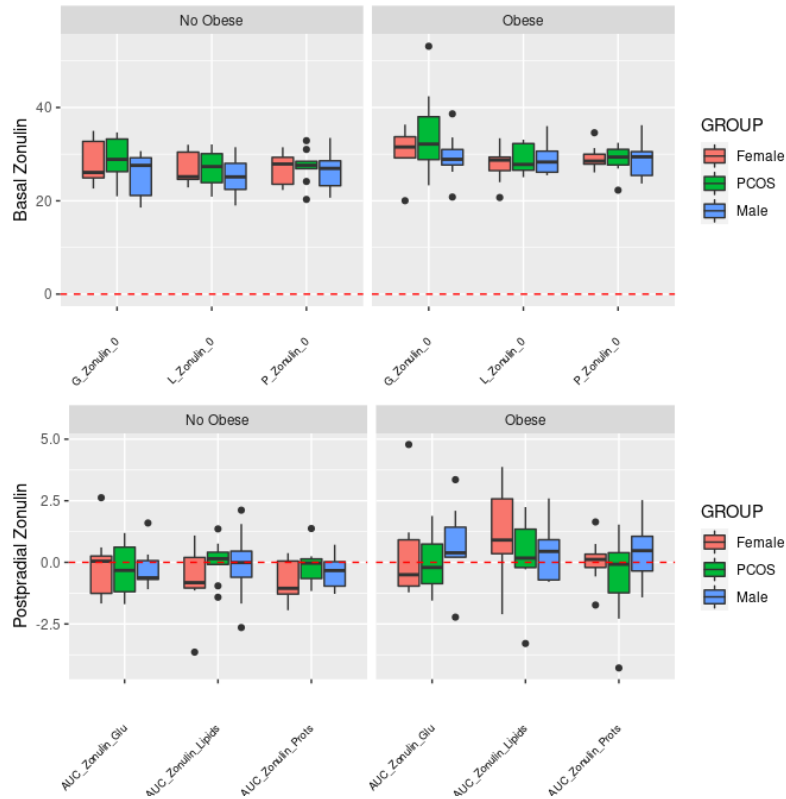 No Obese
Obese
Basal Zonulin
40
20
0
G_Zonulin_0
L_Zonulin_0
P_Zonulin_0
G_Zonulin_0
L_Zonulin_0
P_Zonulin_0
GROUP
Female
PCOS
Male
No Obese
Obese
Postpradial Zonulin
5.0
2.5
0.0
-2.5
AUC_Zonulin_Glu
AUC_Zonulin_Lipids
AUC_Zonulin_Prots
AUC_Zonulin_Glu
AUC_Zonulin_Lipids
AUC_Zonulin_Prots
GROUP
Female
PCOS
Male